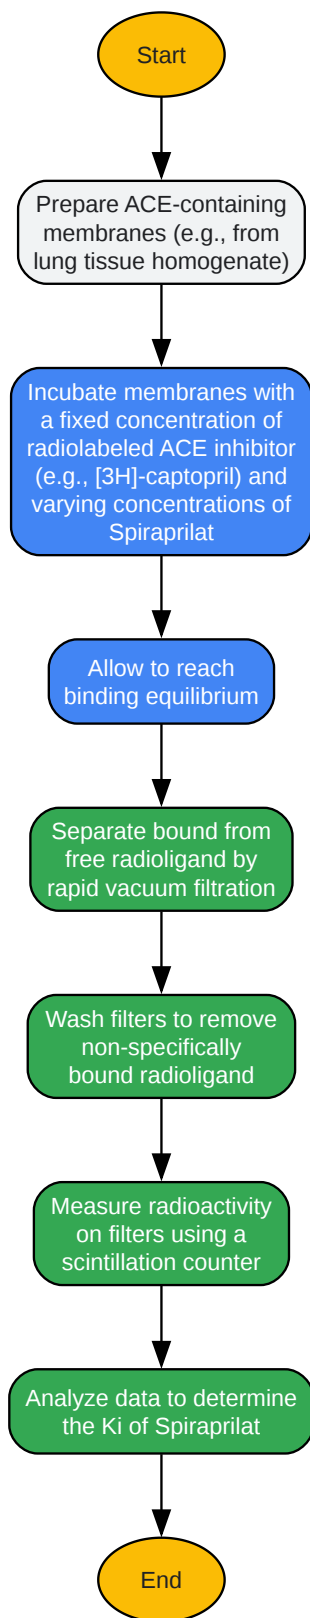 Start
Prepare ACE-containing
membranes (e.g., from
lung tissue homogenate)
Incubate membranes with
a fixed concentration of
radiolabeled ACE inhibitor
(e.g., [3H]-captopril) and
varying concentrations of
Spiraprilat
Allow to reach
binding equilibrium
Separate bound from
free radioligand by
rapid vacuum filtration
Wash filters to remove
non-specifically
bound radioligand
Measure radioactivity
on filters using a
scintillation counter
Analyze data to determine
the Ki of Spiraprilat
End